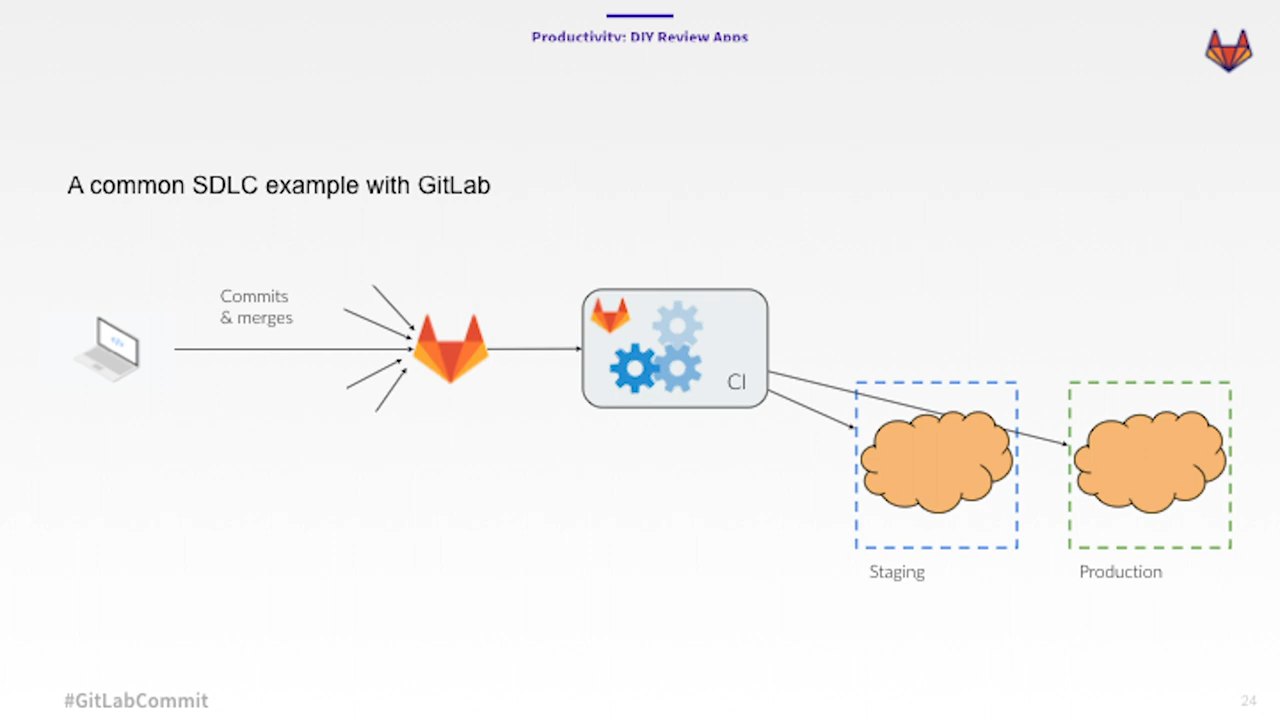 Productivity: DIY Review Apps
A common SDLC example with GitLab
Commits
& merges
CI
Staging
Production
#GitLabCommit
24